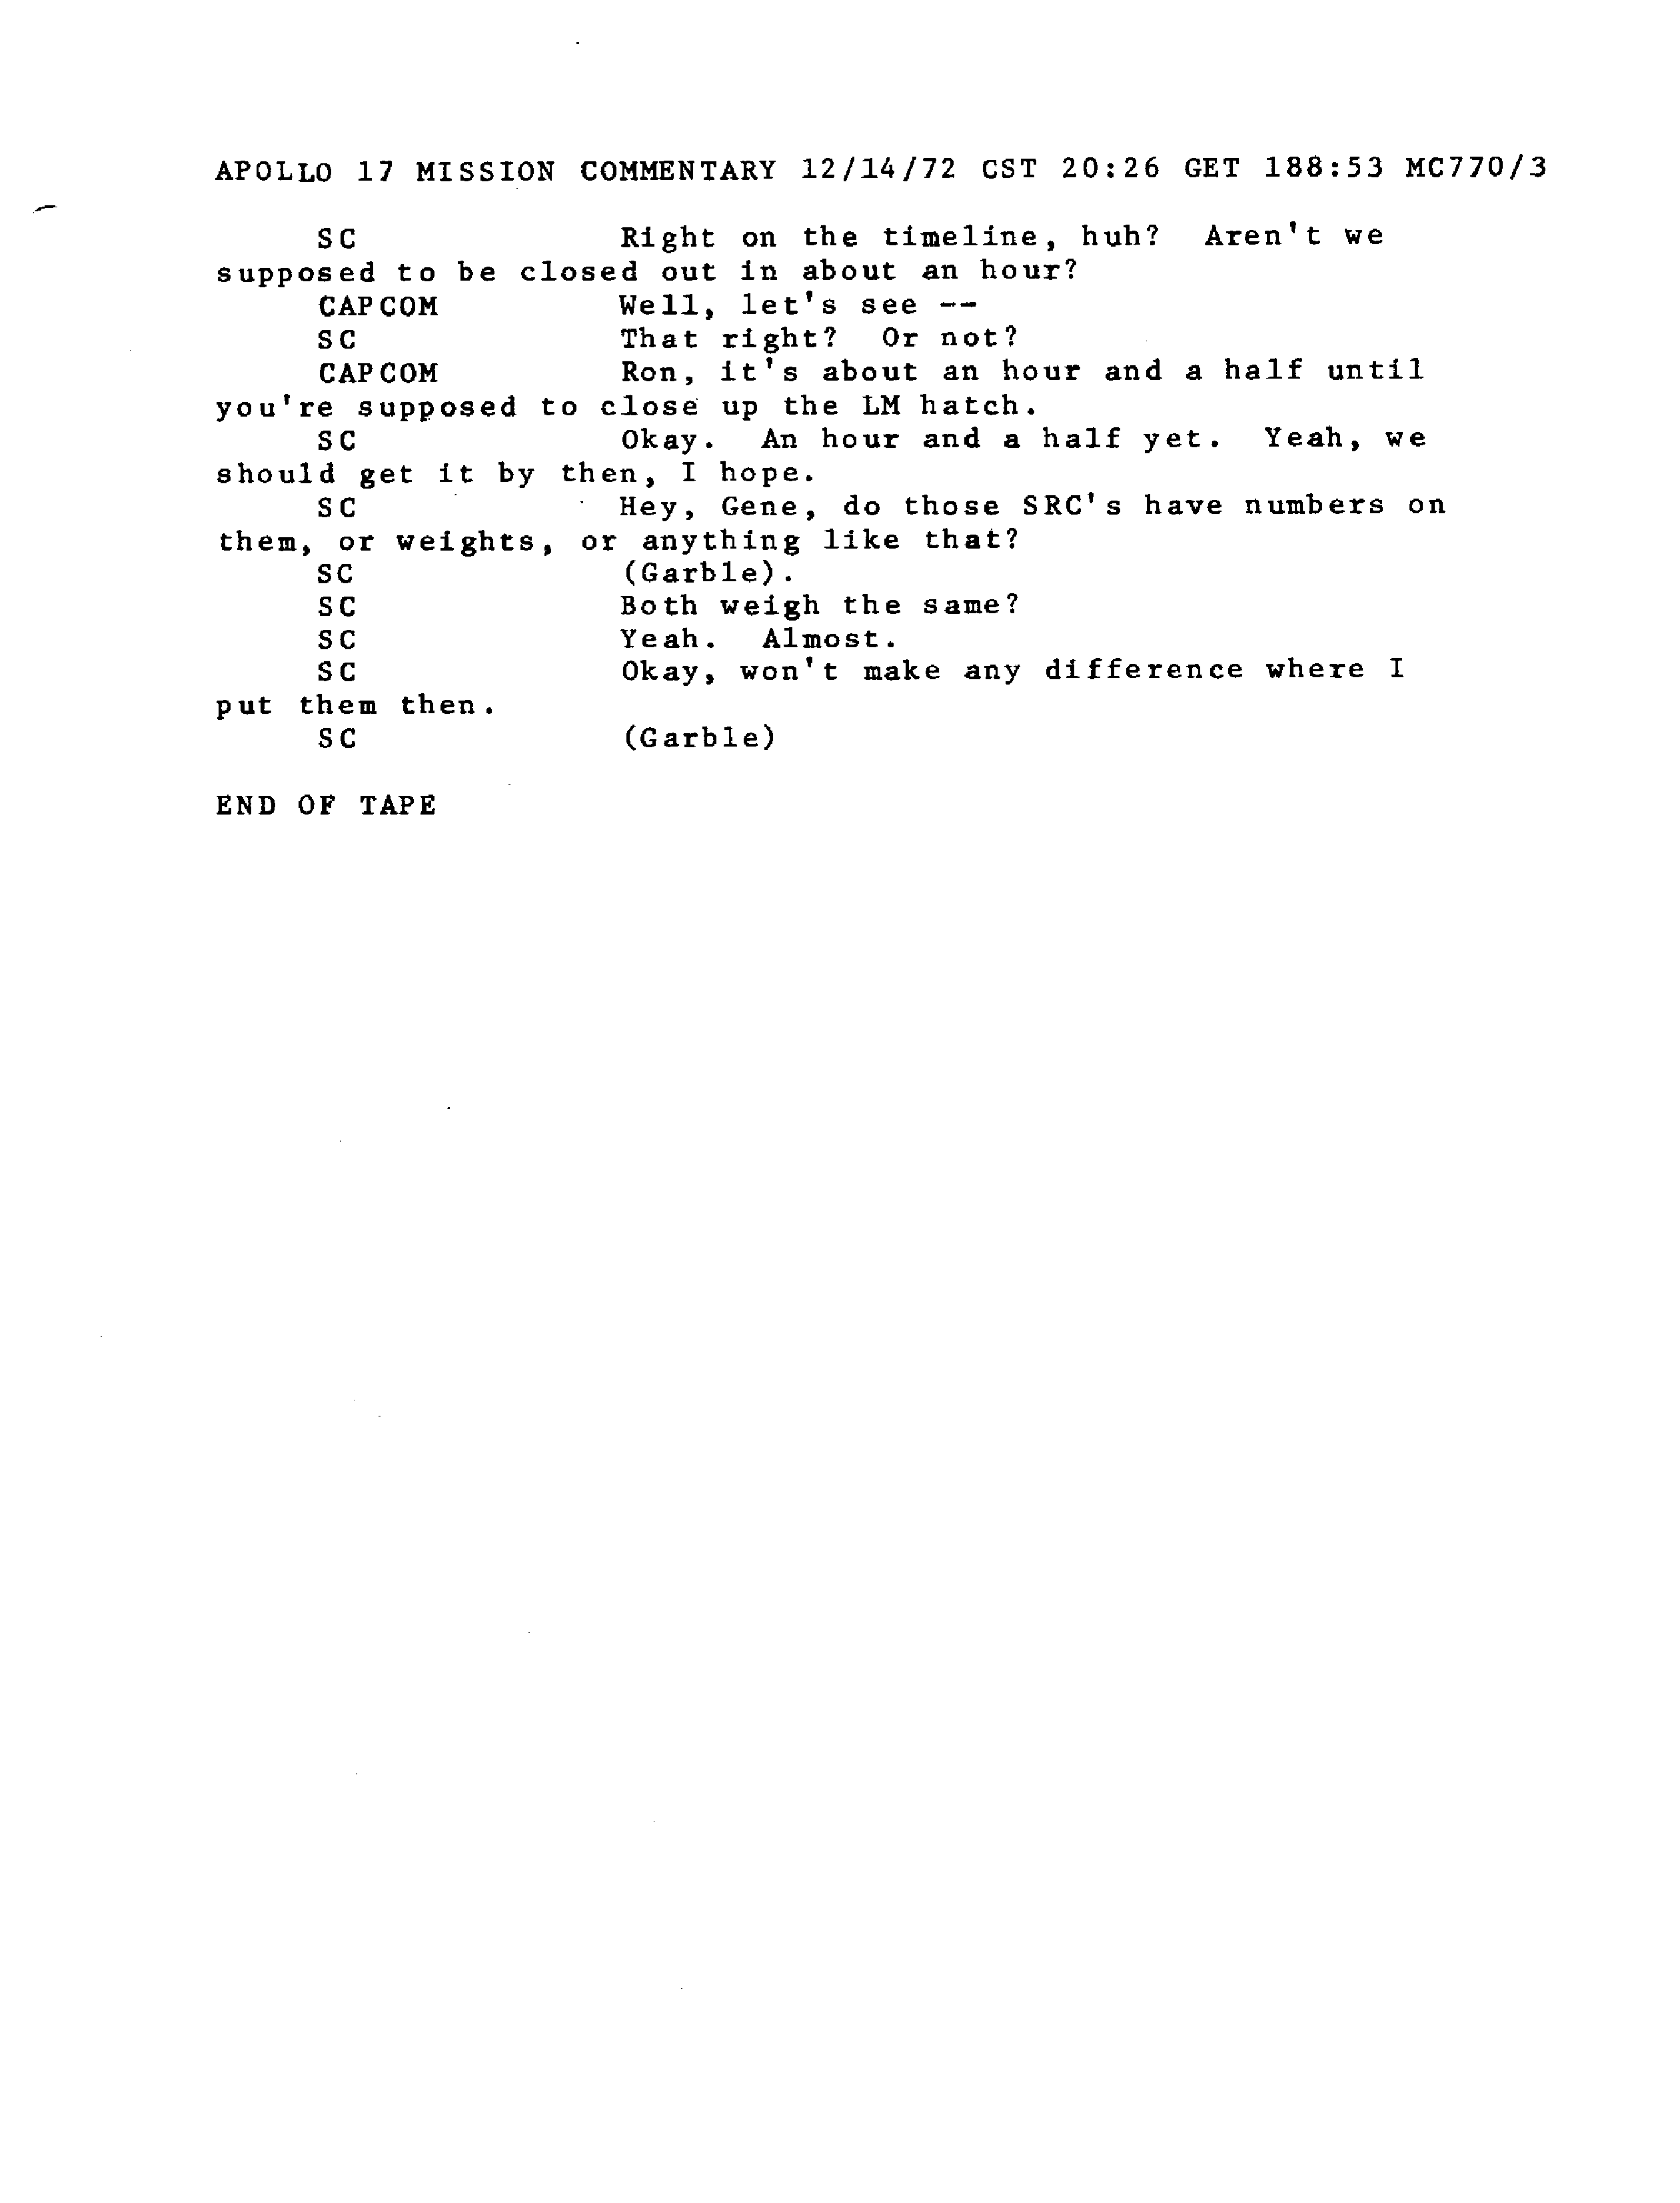 APOLLO 17 MISSION COMMENTARY 12/14/72 CST 20:26 GET 188:53 MC770/3
SC Right on the timeline, huh? Aren't we
supposed to be closed out in about an hour?
CAPCOM Well, let's see --
SC That right? Or not?
CAPCOM Ron, it's about an hour and a half until
you're supposed to close up the LM hatch.
SC Okay. An hour and a half yet. Yeah, we
should get it by then, I hope.
SC Hey, Gene, do those SRC's have numbers on
them, or weights, or anything like that?
SC (Garble).
SC Both weigh the same?
SC Yeah. Almost.
SC Okay, won't make any difference where I
put them then.
SC (Garble)
END OF TAPE